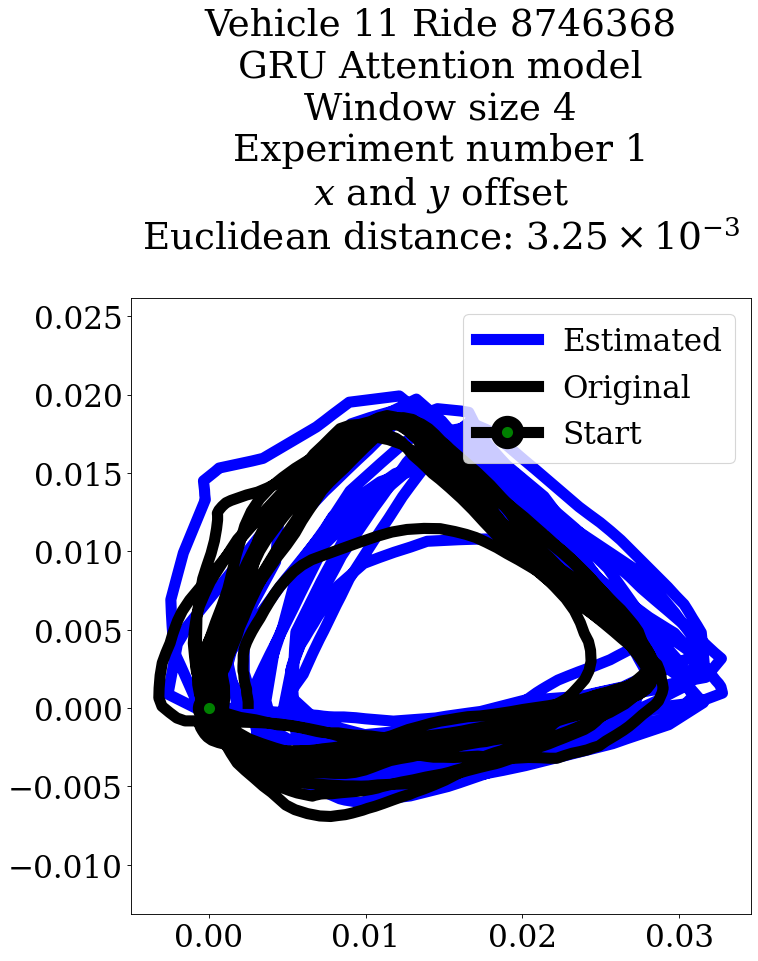 Vehicle 11 Ride 8746368
GRU Attention model
Window size 4
Experiment number 1
x and y offset
Euclidean distance: 3.25 × 10⁻³
Estimated
Original
Start
0.025
0.020
0.015
0.010
0.005
0.000
−0.005
−0.010
0.00 0.01 0.02 0.03